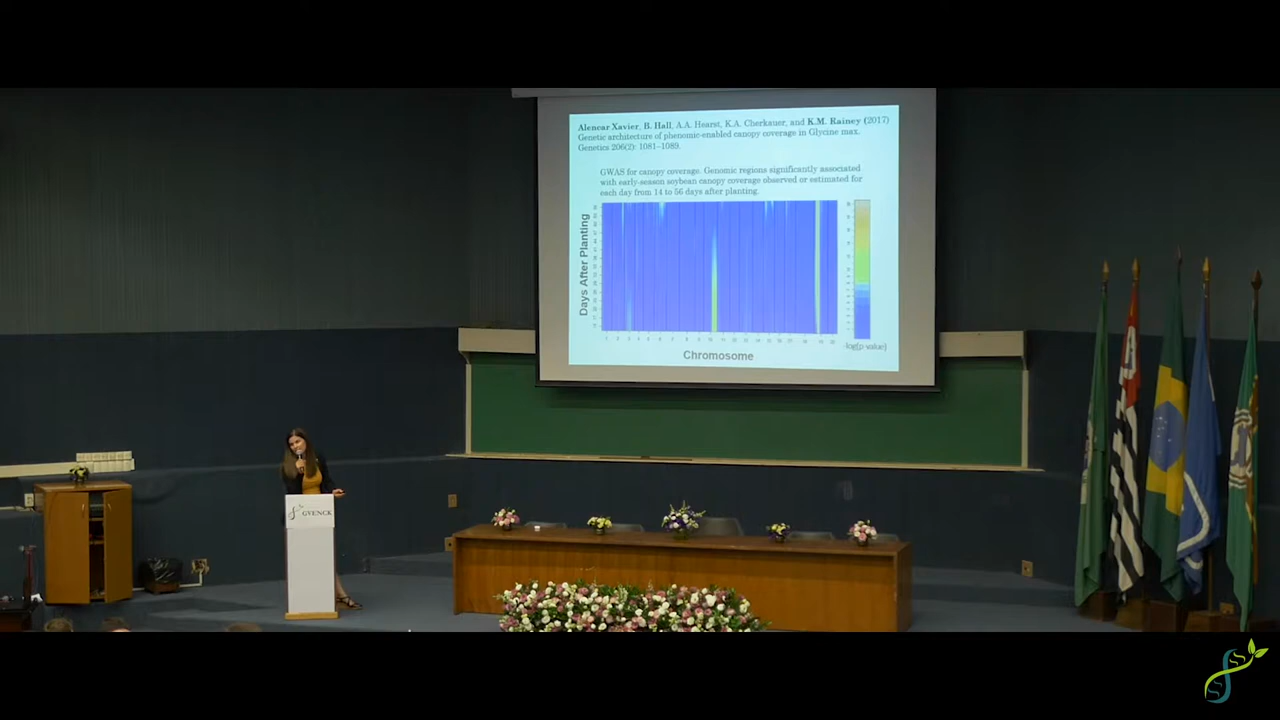 Alencar Xavier, B. Hall, A.A. Hearst, K.A. Cherkauer, and K.M. Rainey (2017)
Genetic architecture of phenomic-enabled canopy coverage in Glycine max.
Genetics 206(2): 1081–1089.
GWAS for canopy coverage. Genomic regions significantly associated
with early-season soybean canopy coverage observed or estimated for
each day from 14 to 56 days after planting.
Days After Planting
Chromosome
-log(p value)
GVENCK